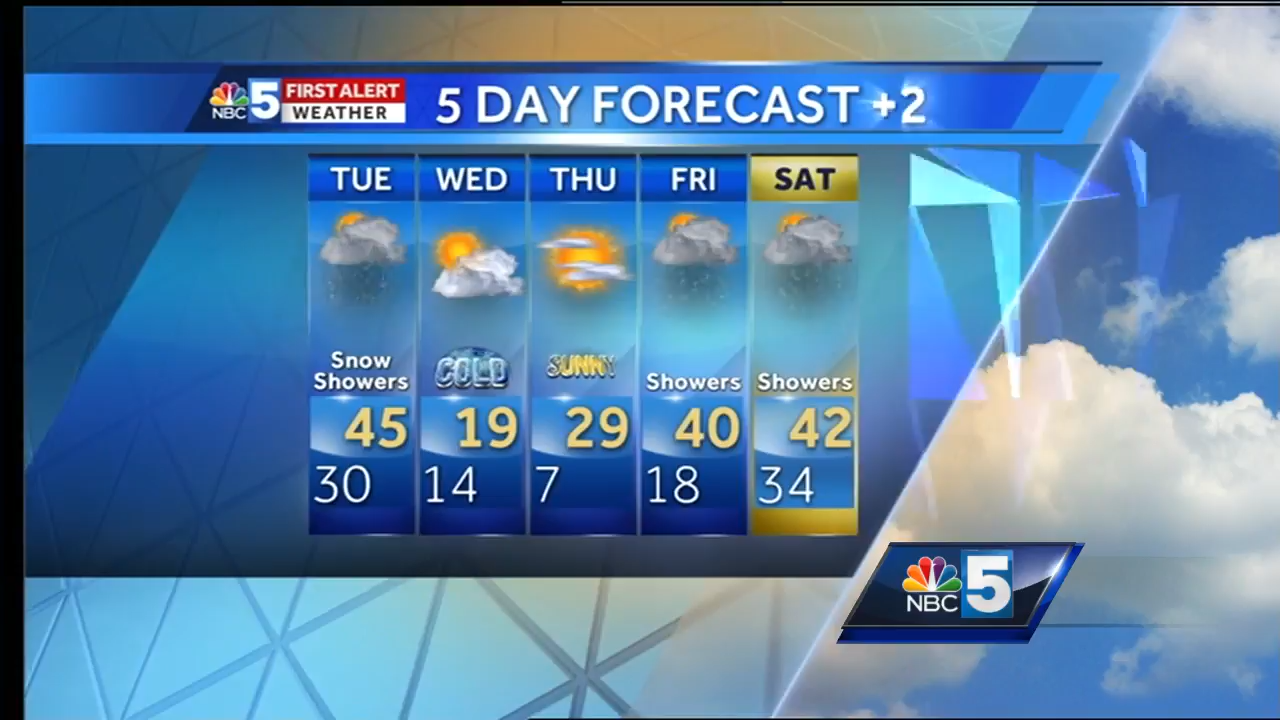 NBC 5 FIRST ALERT WEATHER
5 DAY FORECAST +2
TUE WED THU FRI SAT
Snow Showers COLD SUNNY Showers Showers
45 19 29 40 42
30 14 7 18 34
NBC 5